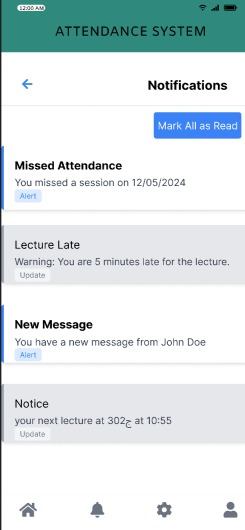 12:00 AM
ATTENDANCE SYSTEM
Notifications
Mark All as Read
Missed Attendance
You missed a session on 12/05/2024
Alert
Lecture Late
Warning: You are 5 minutes late for the lecture.
Update
New Message
You have a new message from John Doe
Alert
Notice
your next lecture at 302ج at 10:55
Update